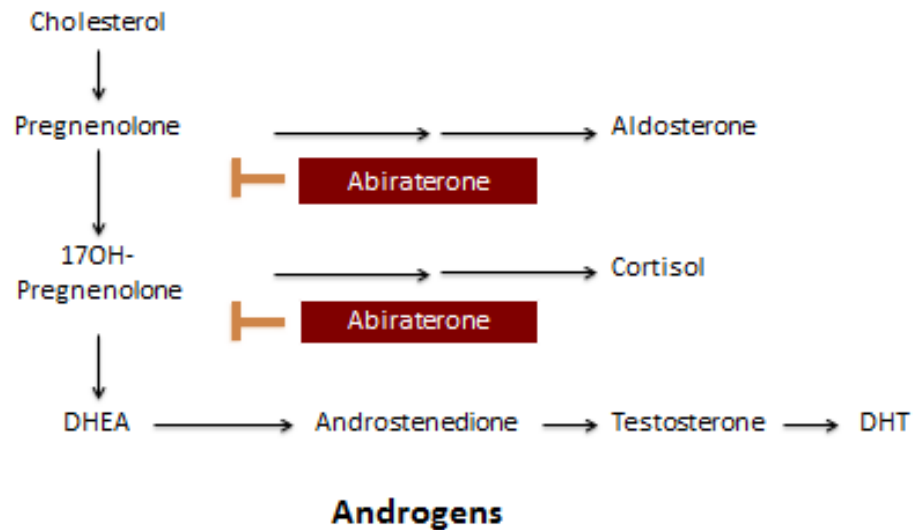 Cholesterol
Pregnenolone
Aldosterone
Abiraterone
17OH-
Pregnenolone
Cortisol
Abiraterone
DHEA
Androstenedione
Testosterone
DHT
Androgens